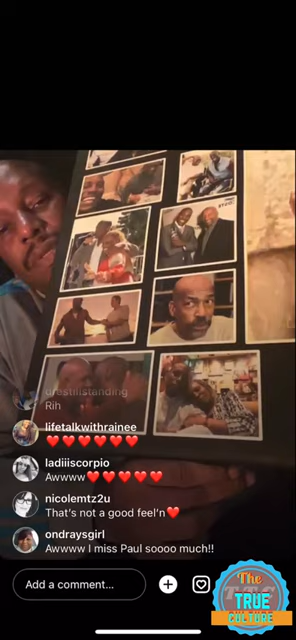 arestillstanding
Rih
lifetalkwithrainee
❤️❤️❤️❤️❤️❤️
ladiiiscorpio
Awwww❤️❤️❤️❤️❤️
nicolemtz2u
That's not a good feel'n❤️
ondraysgirl
Awwww I miss Paul soooo much!!
Add a comment...
The
TRUE
CULTURE